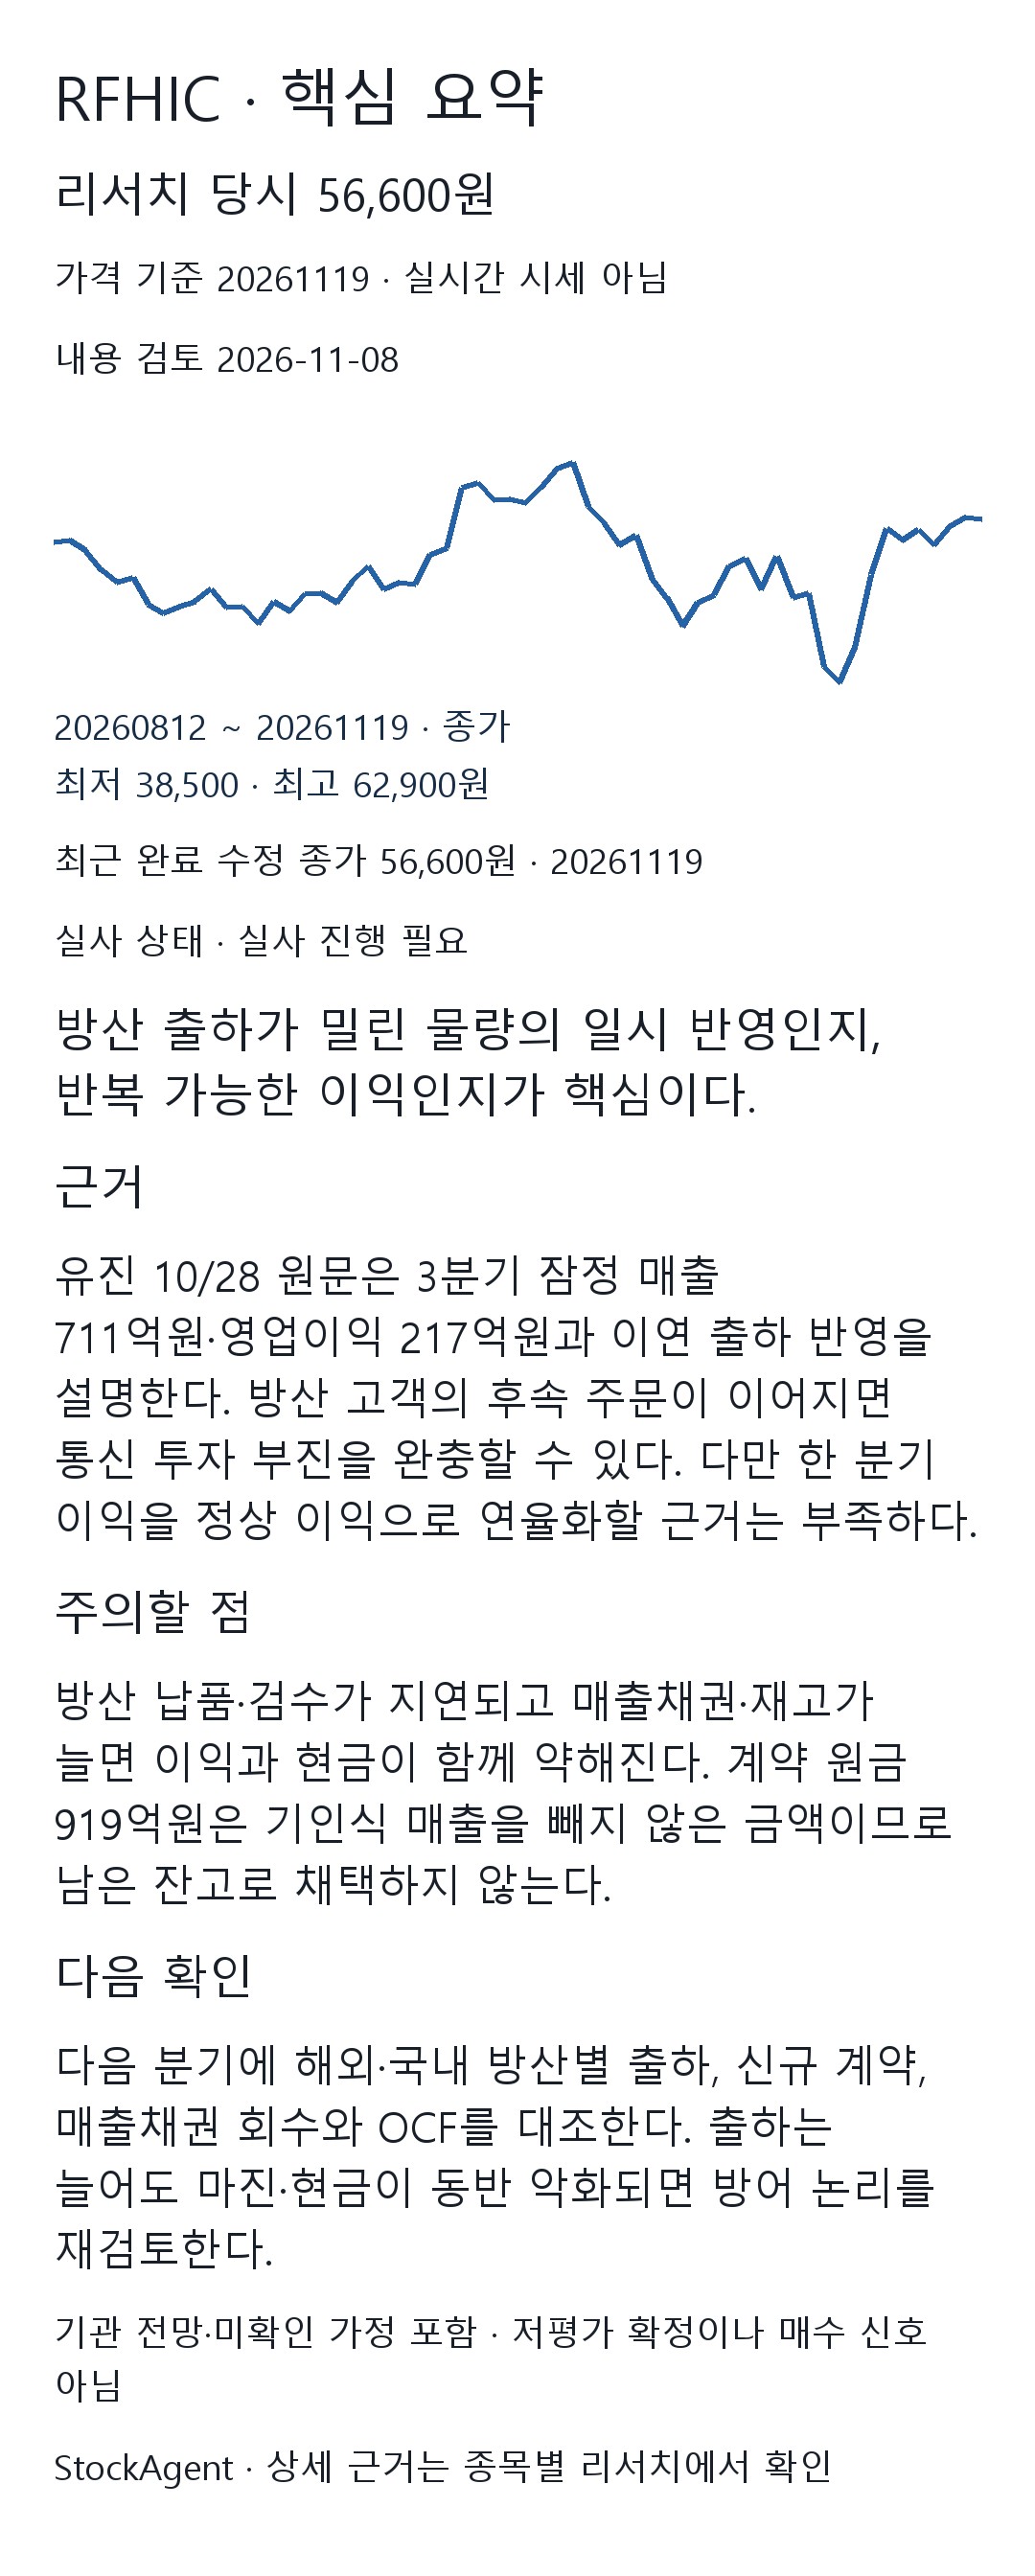 RFHIC · 핵심 요약
리서치 당시 56,600원
가격 기준 20261119 · 실시간 시세 아님
내용 검토 2026-11-08
20260812 ~ 20261119 · 종가
최저 38,500 · 최고 62,900원
최근 완료 수정 종가 56,600원 · 20261119
실사 상태 · 실사 진행 필요
방산 출하가 밀린 물량의 일시 반영인지,
반복 가능한 이익인지가 핵심이다.
근거
유진 10/28 원문은 3분기 잠정 매출
711억원·영업이익 217억원과 이연 출하 반영을
설명한다. 방산 고객의 후속 주문이 이어지면
통신 투자 부진을 완충할 수 있다. 다만 한 분기
이익을 정상 이익으로 연율화할 근거는 부족하다.
주의할 점
방산 납품·검수가 지연되고 매출채권·재고가
늘면 이익과 현금이 함께 약해진다. 계약 원금
919억원은 기인식 매출을 빼지 않은 금액이므로
남은 잔고로 채택하지 않는다.
다음 확인
다음 분기에 해외·국내 방산별 출하, 신규 계약,
매출채권 회수와 OCF를 대조한다. 출하는
늘어도 마진·현금이 동반 악화되면 방어 논리를
재검토한다.
기관 전망·미확인 가정 포함 · 저평가 확정이나 매수 신호
아님
StockAgent · 상세 근거는 종목별 리서치에서 확인